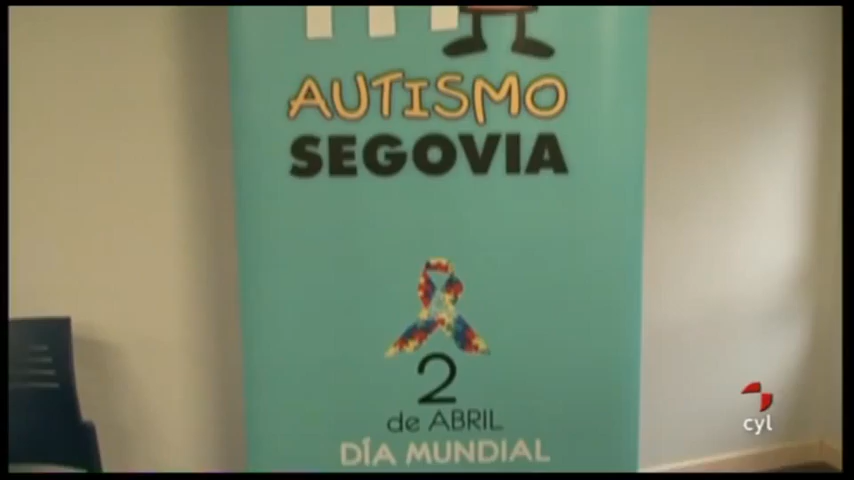 AUTISMO
SEGOVIA
2
de ABRIL
DÍA MUNDIAL
cyl